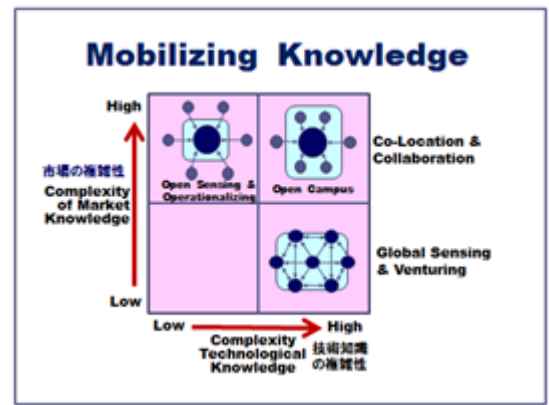 Mobilizing Knowledge
High
市場の複雑性
Complexity
of Market
Knowledge
Low
Open Sensing &
Operationalizing
Open Campus
Co-Location &
Collaboration
Global Sensing
& Venturing
Low
High
Complexity
Technological
Knowledge
技術知識
の複雑性